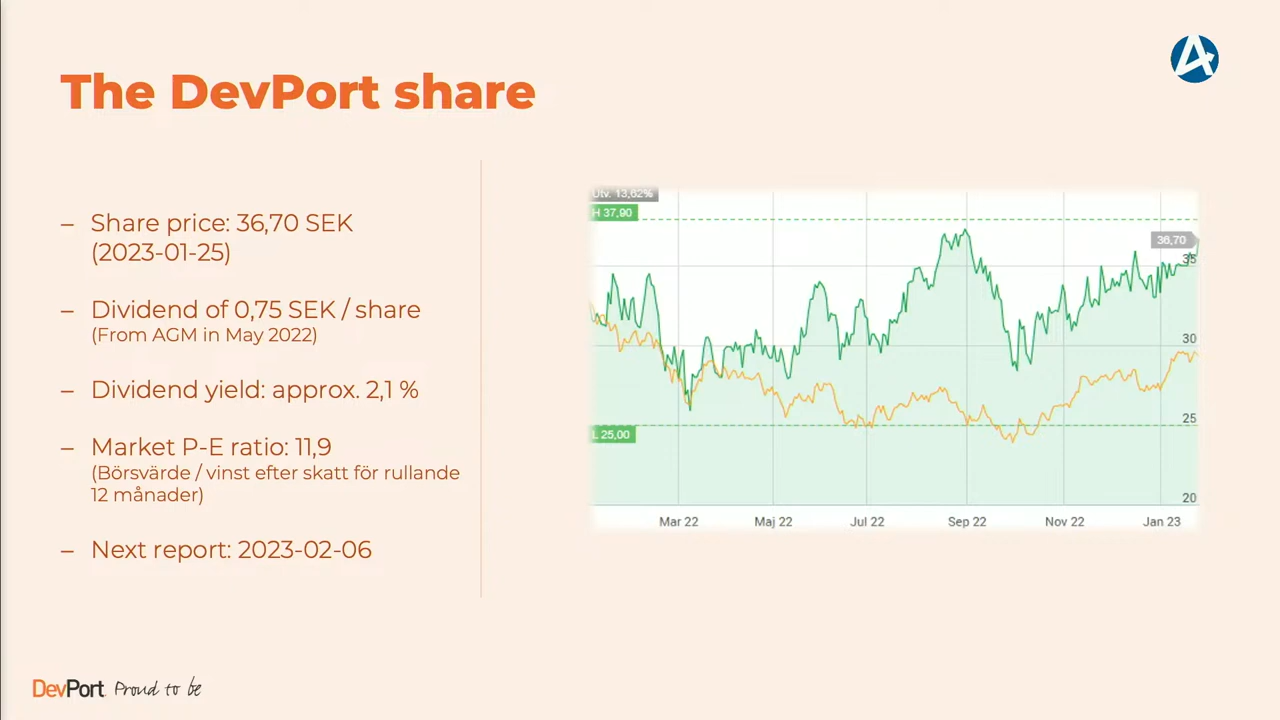 The DevPort share
– Share price: 36,70 SEK
(2023-01-25)
– Dividend of 0,75 SEK / share
(From AGM in May 2022)
– Dividend yield: approx. 2,1 %
– Market P-E ratio: 11,9
(Börsvärde / vinst efter skatt för rullande
12 månader)
– Next report: 2023-02-06
Utv. 13,62%
H 37,90
36,70
35
30
25
L 25,00
20
Mar 22 Maj 22 Jul 22 Sep 22 Nov 22 Jan 23
DevPort Proud to be